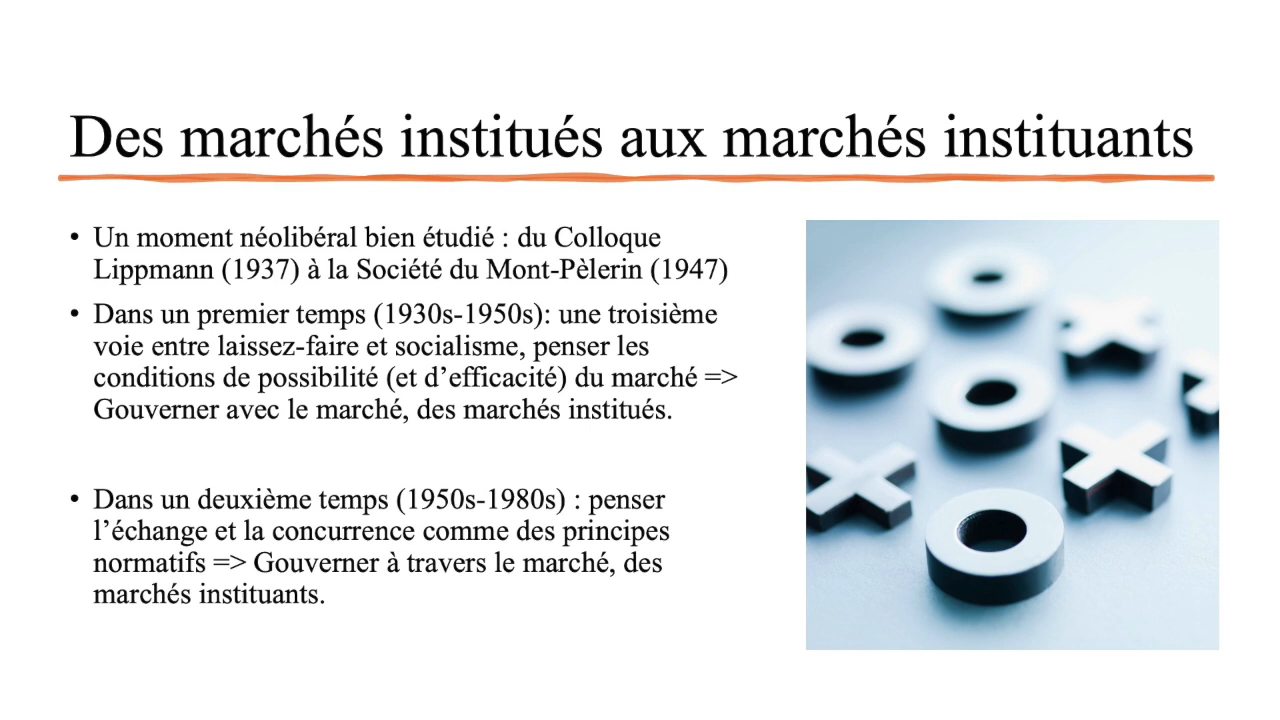 Des marchés institués aux marchés instituants
• Un moment néolibéral bien étudié : du Colloque
Lippmann (1937) à la Société du Mont-Pèlerin (1947)
• Dans un premier temps (1930s-1950s): une troisième
voie entre laissez-faire et socialisme, penser les
conditions de possibilité (et d’efficacité) du marché =>
Gouverner avec le marché, des marchés institués.
• Dans un deuxième temps (1950s-1980s) : penser
l’échange et la concurrence comme des principes
normatifs => Gouverner à travers le marché, des
marchés instituants.